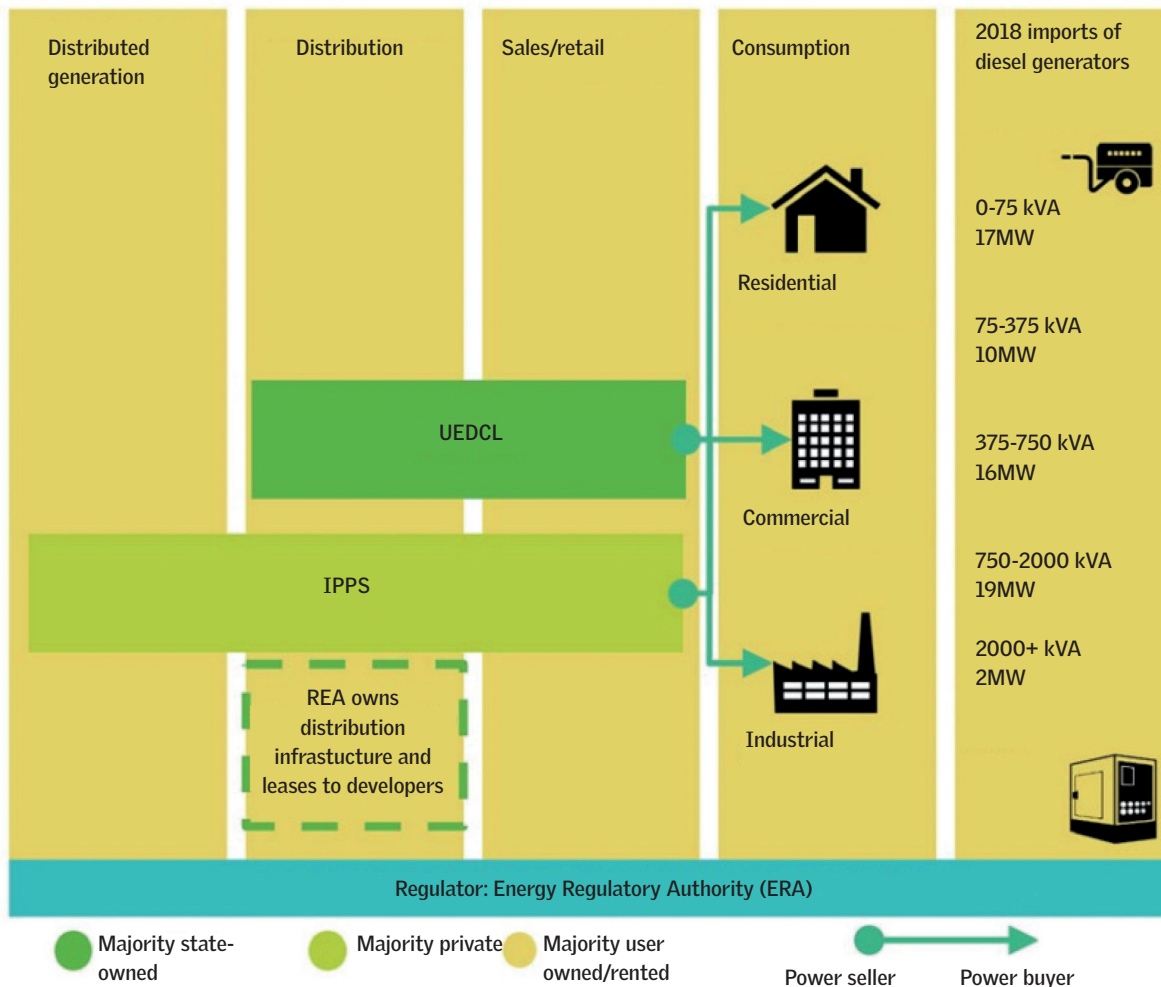 Distributed
generation
Distribution
Sales/retail
Consumption
2018 imports of
diesel generators
0-75 kVA
17MW
Residential
75-375 kVA
10MW
UEDCL
375-750 kVA
16MW
Commercial
IPPS
750-2000 kVA
19MW
2000+ kVA
2MW
REA owns
distribution
infrastucture and
leases to developers
Industrial
Regulator: Energy Regulatory Authority (ERA)
Majority state-
owned
Majority private
Majority user
owned/rented
Power seller
Power buyer